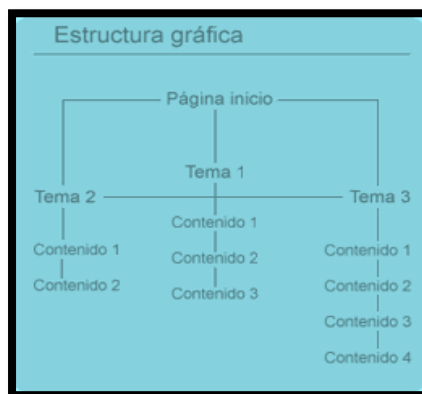 Estructura gráfica
Página inicio
Tema 1
Tema 2
Tema 3
Contenido 1
Contenido 1
Contenido 1
Contenido 2
Contenido 2
Contenido 2
Contenido 3
Contenido 3
Contenido 4